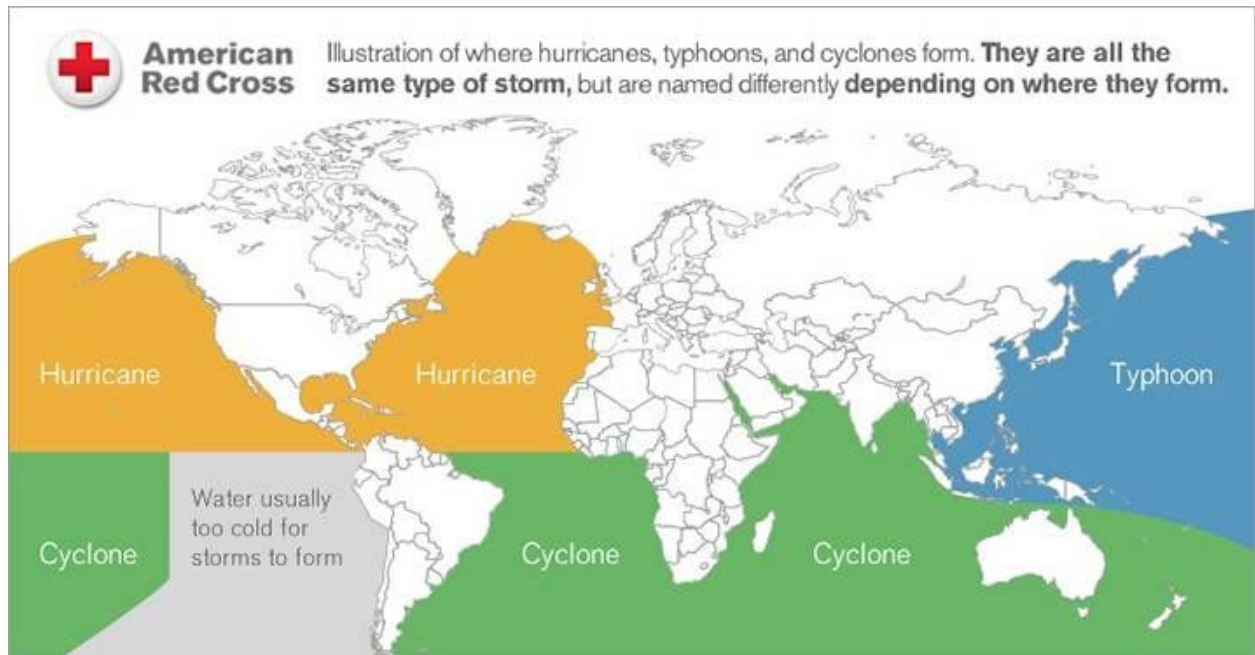 American
Red Cross
Illustration of where hurricanes, typhoons, and cyclones form. They are all the
same type of storm, but are named differently depending on where they form.
Hurricane
Hurricane
Typhoon
Water usually
too cold for
storms to form
Cyclone
Cyclone
Cyclone